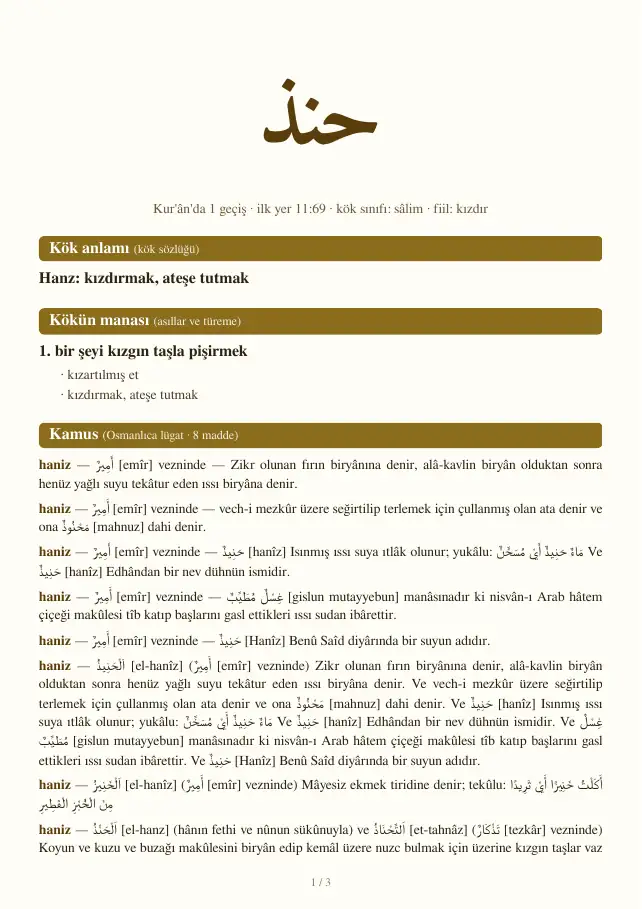 حنذ
Kur'ân'da 1 geçiş · ilk yer 11:69 · kök sınıfı: sâlim · fiil: kızdır
Kök anlamı (kök sözlüğü)
Hanz: kızdırmak, ateşe tutmak
Kökün manası (asıllar ve türeme)
1. bir şeyi kızgın taşla pişirmek
· kızartılmış et
· kızdırmak, ateşe tutmak
Kamus (Osmanlıca lügat · 8 madde)
haniz — أَمِيرٌ [emîr] vezninde — Zikr olunan fırın biryânına denir, alâ-kavlin biryân olduktan sonra
henüz yağlı suyu tekâtur eden ıssı biryâna denir.
haniz — أَمِيرٌ [emîr] vezninde — vech-i mezkûr üzere seğirtilip terlemek için çullanmış olan ata denir ve
ona مَحْنُوذٌ [mahnuz] dahi denir.
haniz — أَمِيرٌ [emîr] vezninde — حَنِيذٌ [hanîz] Isınmış ıssı suya ıtlâk olunur; yukâlu: مَاءٌ حَنِيذٌ أَيْ مُسَخَّنٌ Ve
حَنِيذٌ [hanîz] Edhândan bir nev dühnün ismidir.
haniz — أَمِيرٌ [emîr] vezninde — غِسْلٌ مُطَيَّبٌ [gislun mutayyebun] manâsınadır ki nisvân-ı Arab hâtem
çiçeği makûlesi tîb katıp başlarını gasl ettikleri ıssı sudan ibârettir.
haniz — أَمِيرٌ [emîr] vezninde — حَنِيذٌ [Hanîz] Benû Saîd diyârında bir suyun adıdır.
haniz — اَلْحَنِيذُ [el-hanîz] (أَمِيرٌ [emîr] vezninde) Zikr olunan fırın biryânına denir, alâ-kavlin biryân
olduktan sonra henüz yağlı suyu tekâtur eden ıssı biryâna denir. Ve vech-i mezkûr üzere seğirtilip
terlemek için çullanmış olan ata denir ve ona مَحْنُوذٌ [mahnuz] dahi denir. Ve حَنِيذٌ [hanîz] Isınmış ıssı
suya ıtlâk olunur; yukâlu: مَاءٌ حَنِيذٌ أَيْ مُسَخَّنٌ Ve حَنِيذٌ [hanîz] Edhândan bir nev dühnün ismidir. Ve غِسْلٌ
مُطَيَّبٌ [gislun mutayyebun] manâsınadır ki nisvân-ı Arab hâtem çiçeği makûlesi tîb katıp başlarını gasl
ettikleri ıssı sudan ibârettir. Ve حَنِيذٌ [Hanîz] Benû Saîd diyârında bir suyun adıdır.
haniz — اَلْحَنِيزُ [el-hanîz] (أَمِيرٌ [emîr] vezninde) Mâyesiz ekmek tiridine denir; tekûlu: أَكَلْتُ حَنِيزًا أَيْ ثَرِيدًا
مِنَ الْخُبْزِ الْفَطِيرِ
haniz — اَلْحَنْذُ [el-hanz] (hânın fethi ve nûnun sükûnuyla) ve اَلتَّحْنَاذُ [et-tahnâz] (تَذْكَارٌ [tezkâr] vezninde)
Koyun ve kuzu ve buzağı makûlesini biryân edip kemâl üzere nuzc bulmak için üzerine kızgın taşlar vaz
1 / 3